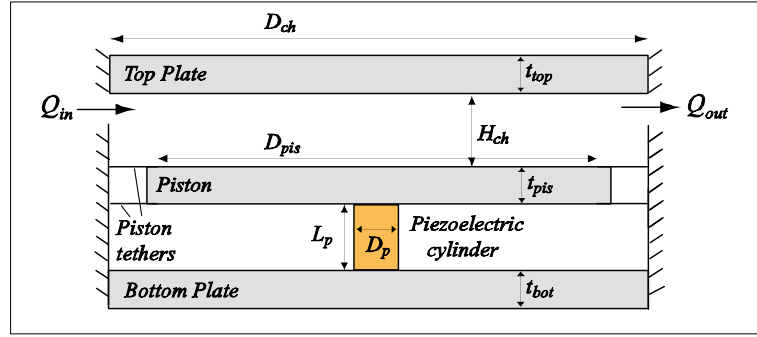 D_ch
Top Plate
t_top
Q_in
Q_out
H_ch
D_pis
Piston
t_pis
Piston
tethers
L_p
D_p
Piezoelectric
cylinder
Bottom Plate
t_bot